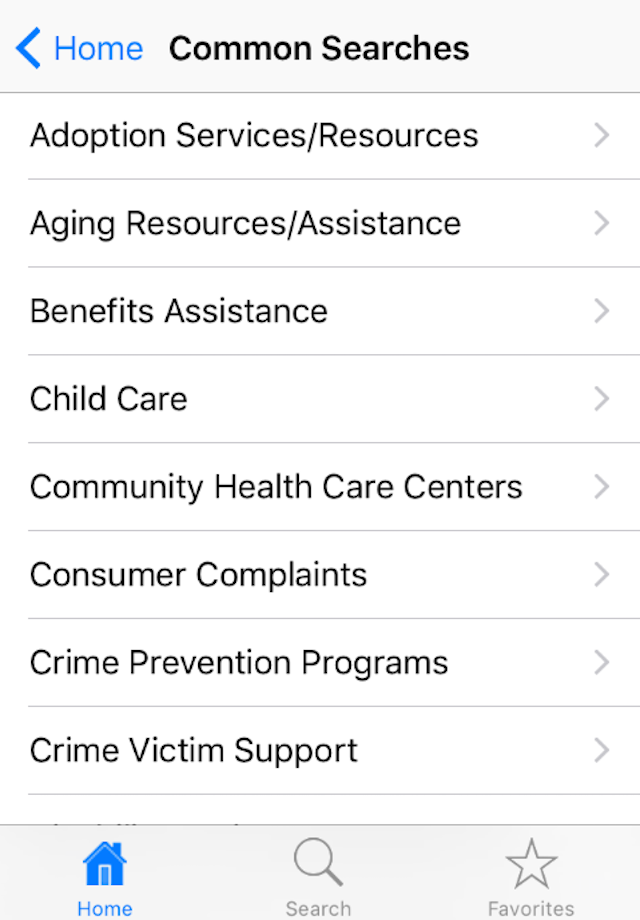 Home Common Searches
Adoption Services/Resources
Aging Resources/Assistance
Benefits Assistance
Child Care
Community Health Care Centers
Consumer Complaints
Crime Prevention Programs
Crime Victim Support
Home Search Favorites